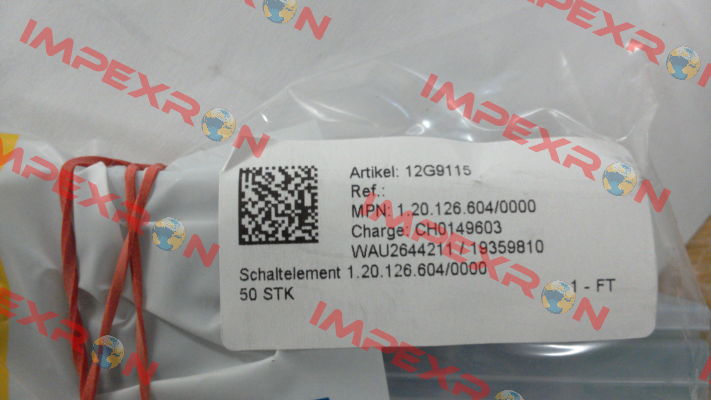 IMPEXRON
IMPEXRON
IMPEXRON
IMPEXRON
IMPEXRON
IMPEXRON
Artikel: 12G9115
Ref.:
MPN: 1.20.126.604/0000
Charge: CH0149603
WAU2644211 / 19359810
Schaltelement 1.20.126.604/0000
50 STK
1 - FT